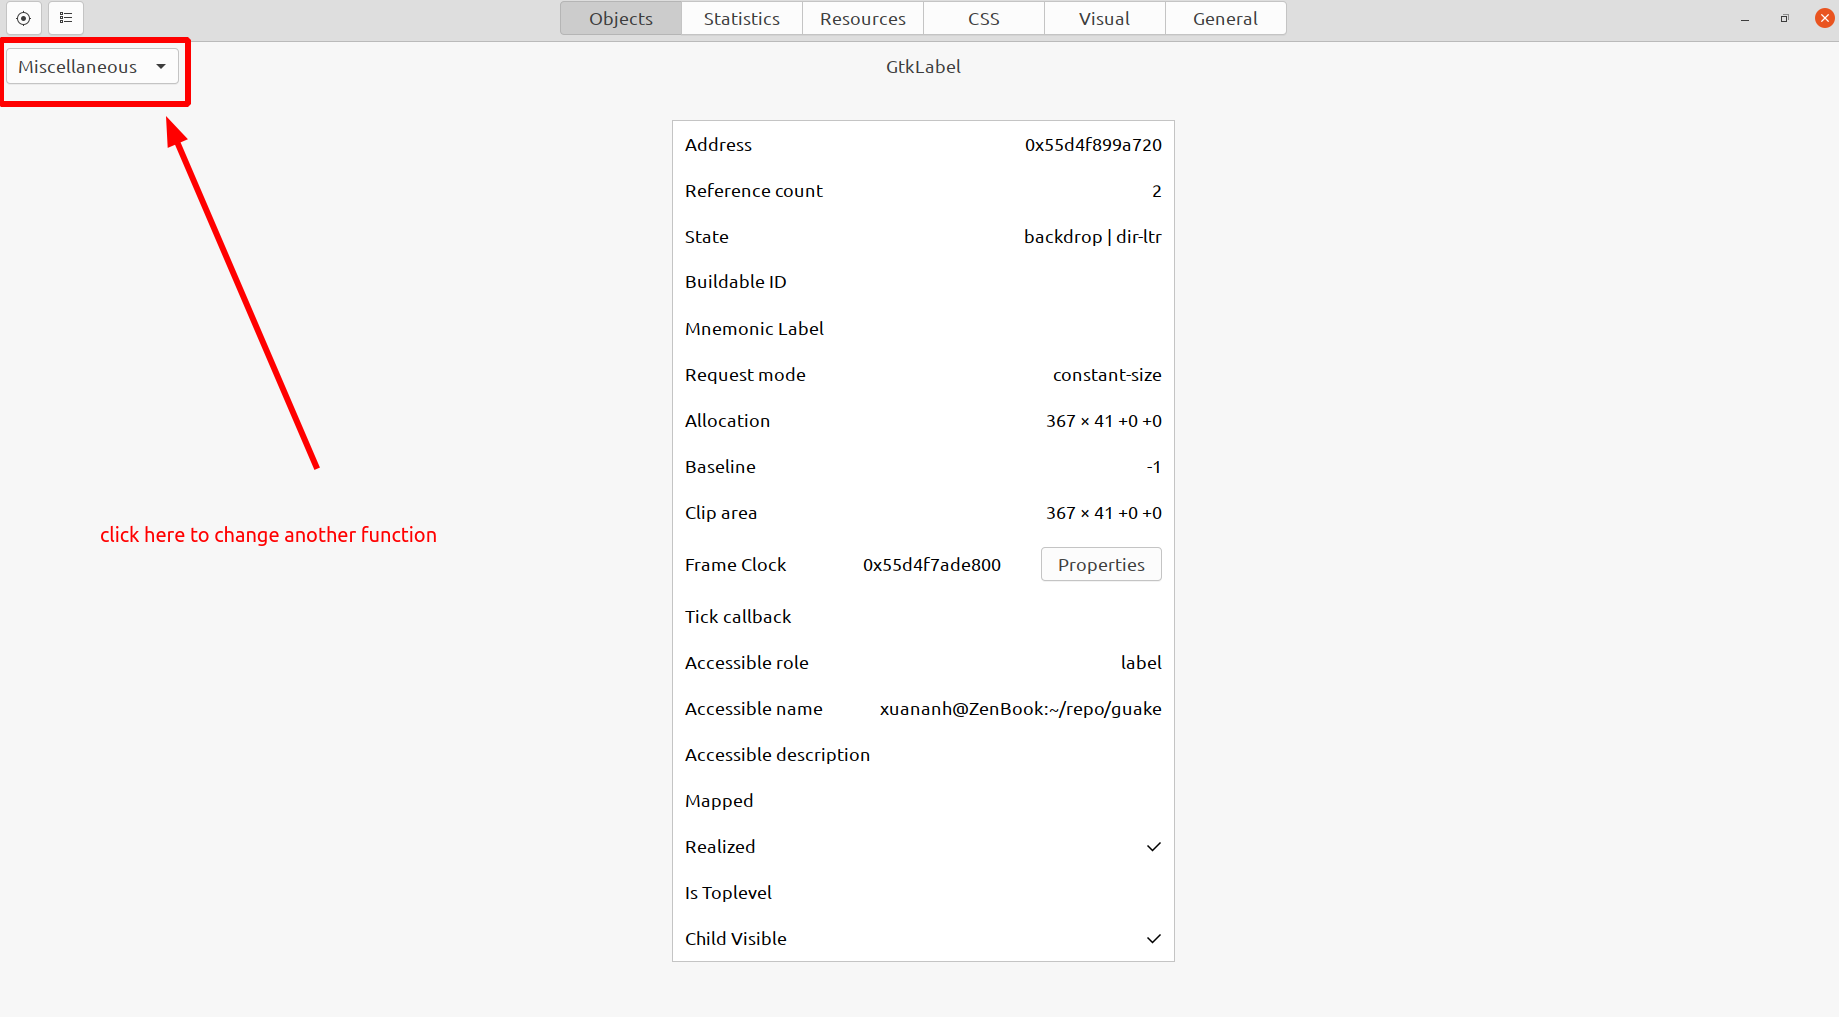 Objects Statistics Resources CSS Visual General
Miscellaneous
GtkLabel
Address 0x55d4f899a720
Reference count 2
State backdrop | dir-ltr
Buildable ID
Mnemonic Label
Request mode constant-size
Allocation 367 × 41 +0 +0
Baseline -1
Clip area 367 × 41 +0 +0
click here to change another function
Frame Clock 0x55d4f7ade800 Properties
Tick callback
Accessible role label
Accessible name xuananh@ZenBook:~/repo/guake
Accessible description
Mapped
Realized
Is Toplevel
Child Visible